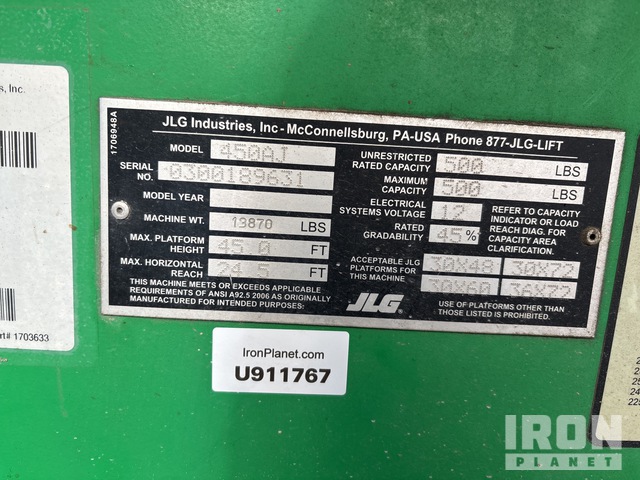 s, Inc.
rt# 1703633
1706948A
JLG Industries, Inc - McConnellsburg, PA-USA Phone 877-JLG-LIFT
MODEL 450AJ
SERIAL NO. 0300189631
MODEL YEAR
MACHINE WT. 13870 LBS
MAX. PLATFORM HEIGHT 45.0 FT
MAX. HORIZONTAL REACH 24.5 FT
THIS MACHINE MEETS OR EXCEEDS APPLICABLE
REQUIREMENTS OF ANSI A92.5 2006 AS ORIGINALLY
MANUFACTURED FOR INTENDED PURPOSES:
UNRESTRICTED RATED CAPACITY 500 LBS
MAXIMUM CAPACITY 500 LBS
ELECTRICAL SYSTEMS VOLTAGE 12
RATED GRADABILITY 45%
REFER TO CAPACITY
INDICATOR OR LOAD
REACH DIAG. FOR
CAPACITY AREA
CLARIFICATION.
ACCEPTABLE JLG PLATFORMS FOR THIS MACHINE
30X48 30X72
30X60 36X72
JLG®
USE OF PLATFORMS OTHER THAN
THOSE LISTED IS PROHIBITED.
IronPlanet.com
U911767
IRON
PLANET